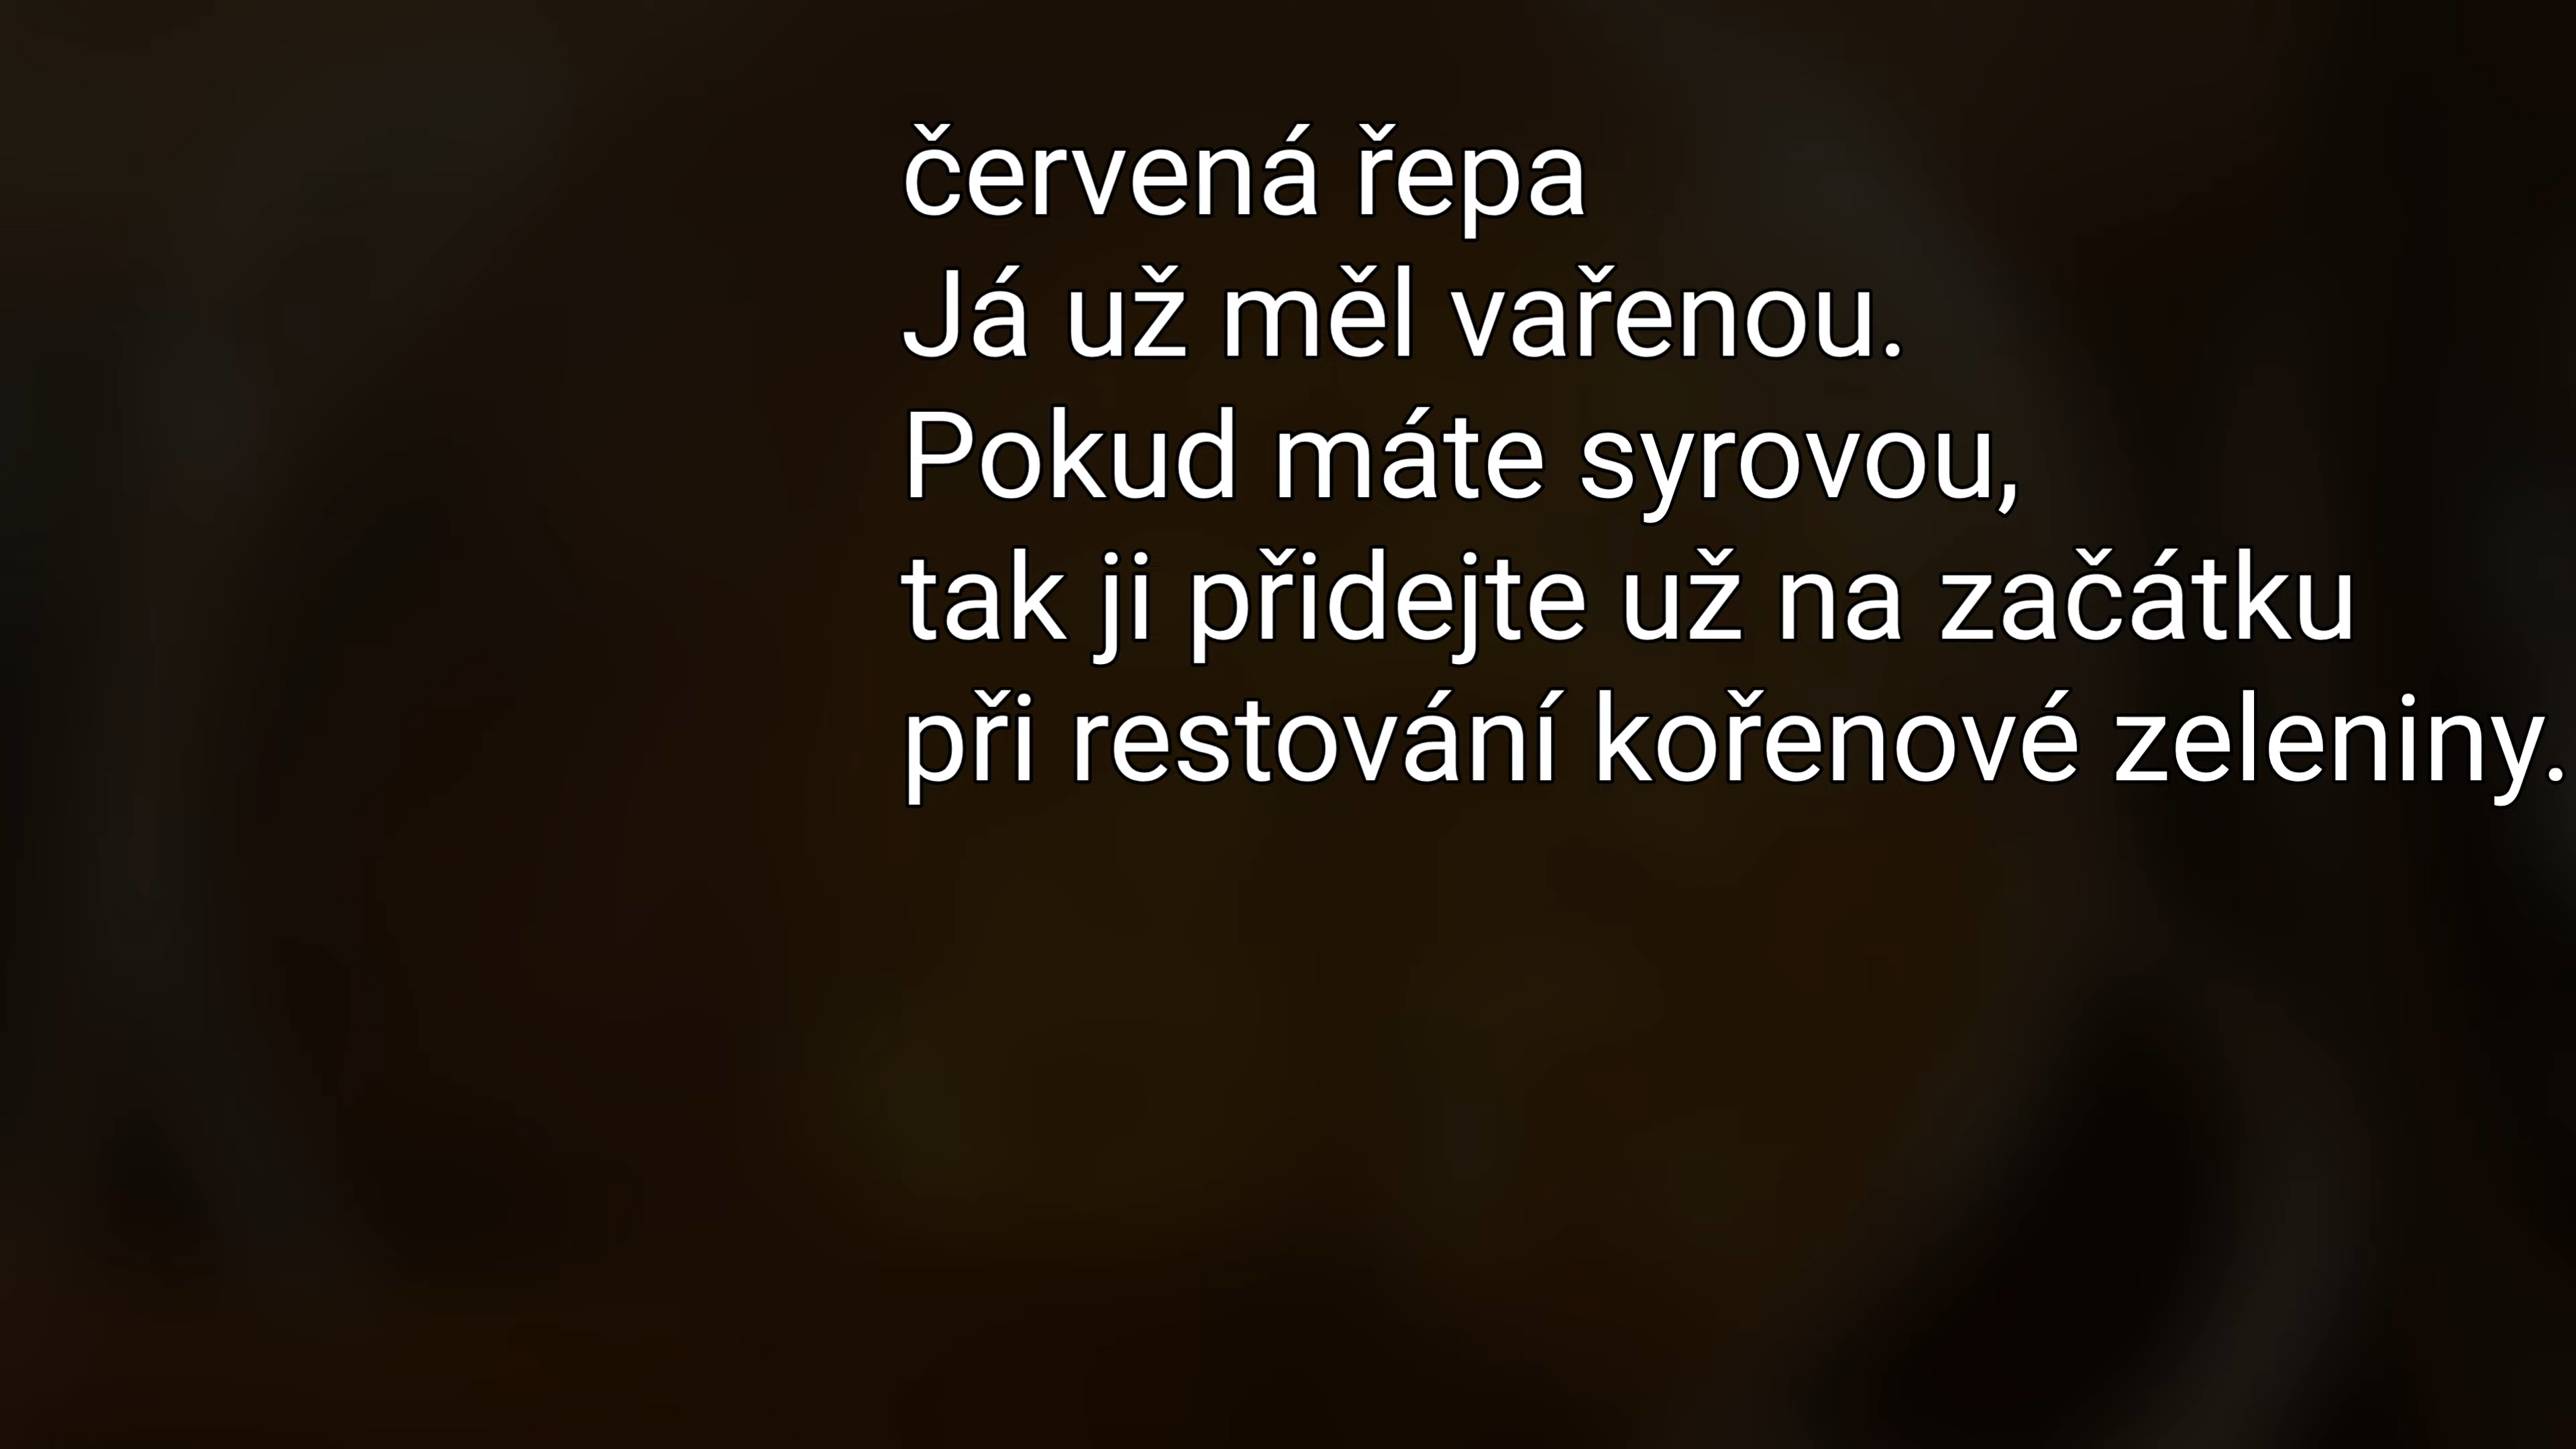 červená řepa
Já už měl vařenou.
Pokud máte syrovou,
tak ji přidejte už na začátku
při restování kořenové zeleniny.